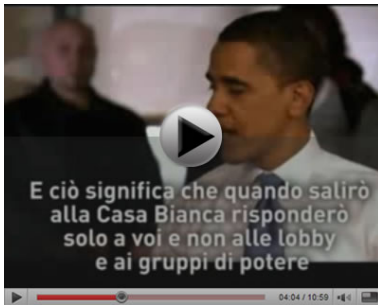 E ciò significa che quando salirò
alla Casa Bianca risponderò
solo a voi e non alle lobby
e ai gruppi di potere
04:04 / 10:59